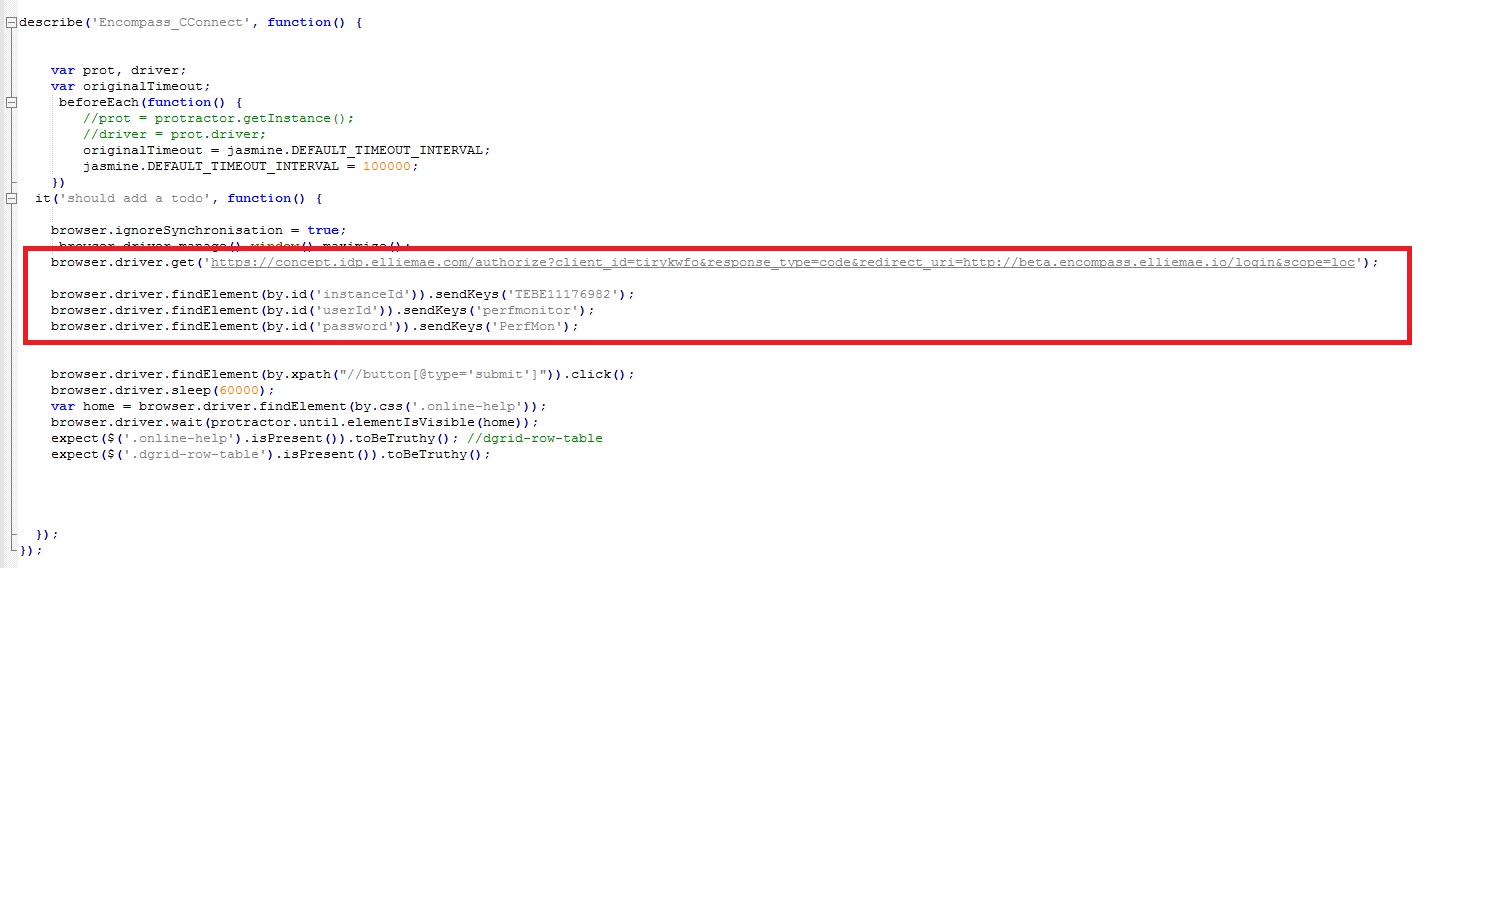 describe('Encompass_CConnect', function() {
var prot, driver;
var originalTimeout;
beforeEach(function() {
//prot = protractor.getInstance();
//driver = prot.driver;
originalTimeout = jasmine.DEFAULT_TIMEOUT_INTERVAL;
jasmine.DEFAULT_TIMEOUT_INTERVAL = 100000;
})
it('should add a todo', function() {
browser.ignoreSynchronisation = true;
browser.driver.manage().window().maximize();
browser.driver.get('https://concept.idp.elliemae.com/authorize?client_id=tirykwfo&response_type=code&redirect_uri=http://beta.encompass.elliemae.io/login&scope=loc');
browser.driver.findElement(by.id('instanceId')).sendKeys('TEBE11176982');
browser.driver.findElement(by.id('userId')).sendKeys('perfmonitor');
browser.driver.findElement(by.id('password')).sendKeys('PerfMon');
browser.driver.findElement(by.xpath("//button[@type='submit']")).click();
browser.driver.sleep(60000);
var home = browser.driver.findElement(by.css('.online-help'));
browser.driver.wait(protractor.until.elementIsVisible(home));
expect($('.online-help').isPresent()).toBeTruthy(); //dgrid-row-table
expect($('.dgrid-row-table').isPresent()).toBeTruthy();
});
});